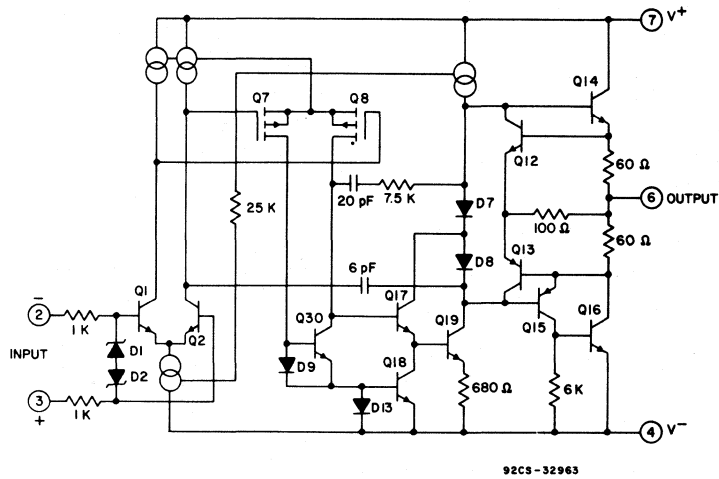 7 V+
Q14
Q7 Q8
Q12
60 Ω
20 pF 7.5 K D7
6 OUTPUT
25 K
100 Ω
60 Ω
D8
Q13
6 pF
Q1 Q17
− 2 1 K
Q2
Q30 Q19 Q15 Q16
D1
INPUT
D9 Q18
D2
680 Ω 6 K
D13
3 + 1 K
4 V−
92CS-32963